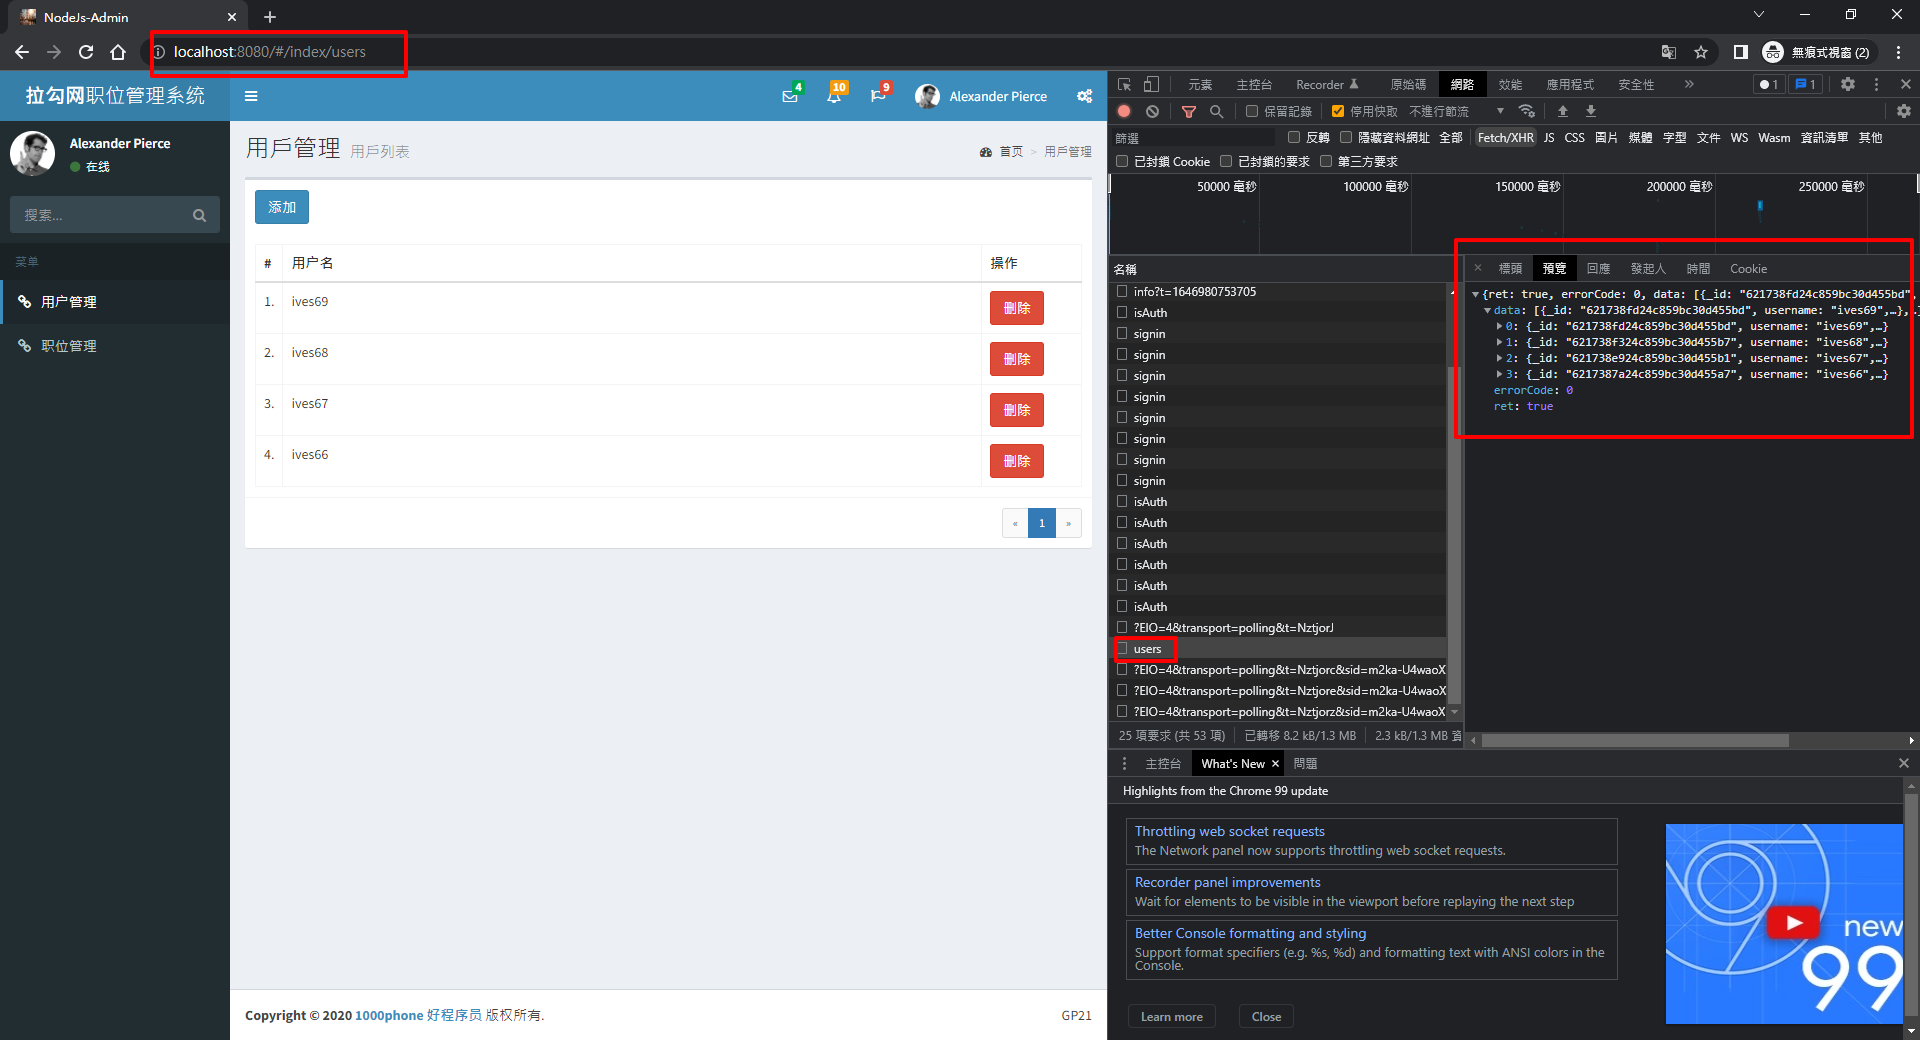 NodeJs-Admin
localhost:8080/#/index/users
無痕式視窗 (2)
拉勾网职位管理系统
4
10
9
Alexander Pierce
Alexander Pierce
在线
搜索...
菜单
用户管理
职位管理
用戶管理 用戶列表
首页 > 用戶管理
添加
# 用户名 操作
1. ives69 刪除
2. ives68 刪除
3. ives67 刪除
4. ives66 刪除
« 1 »
Copyright © 2020 1000phone 好程序员 版权所有.
GP21
元素 主控台 Recorder 原始碼 網路 效能 應用程式 安全性 » 1 1
保留記錄 停用快取 不進行節流
篩選 反轉 隱藏資料網址 全部 Fetch/XHR JS CSS 圖片 媒體 字型 文件 WS Wasm 資訊清單 其他
已封鎖 Cookie 已封鎖的要求 第三方要求
50000 毫秒 100000 毫秒 150000 毫秒 200000 毫秒 250000 毫秒
名稱
info?t=1646980753705
isAuth
signin
signin
signin
signin
signin
signin
signin
signin
isAuth
isAuth
isAuth
isAuth
isAuth
isAuth
?EIO=4&transport=polling&t=NztjorJ
users
?EIO=4&transport=polling&t=Nztjorc&sid=m2ka-U4waoX
?EIO=4&transport=polling&t=Nztjore&sid=m2ka-U4waoX
?EIO=4&transport=polling&t=Nztjorz&sid=m2ka-U4waoX
25 項要求 (共 53 項) 已轉移 8.2 kB/1.3 MB 2.3 kB/1.3 MB 資
標頭 預覽 回應 發起人 時間 Cookie
{ret: true, errorCode: 0, data: [{_id: "621738fd24c859bc30d455bd",
data: [{_id: "621738fd24c859bc30d455bd", username: "ives69",…},…]
0: {_id: "621738fd24c859bc30d455bd", username: "ives69",…}
1: {_id: "621738f324c859bc30d455b7", username: "ives68",…}
2: {_id: "621738e924c859bc30d455b1", username: "ives67",…}
3: {_id: "6217387a24c859bc30d455a7", username: "ives66",…}
errorCode: 0
ret: true
主控台 What's New 問題
Highlights from the Chrome 99 update
Throttling web socket requests
The Network panel now supports throttling web socket requests.
Recorder panel improvements
Wait for elements to be visible in the viewport before replaying the next step
Better Console formatting and styling
Support format specifiers (e.g. %s, %d) and formatting text with ANSI colors in the
Console.
Learn more Close
new
99